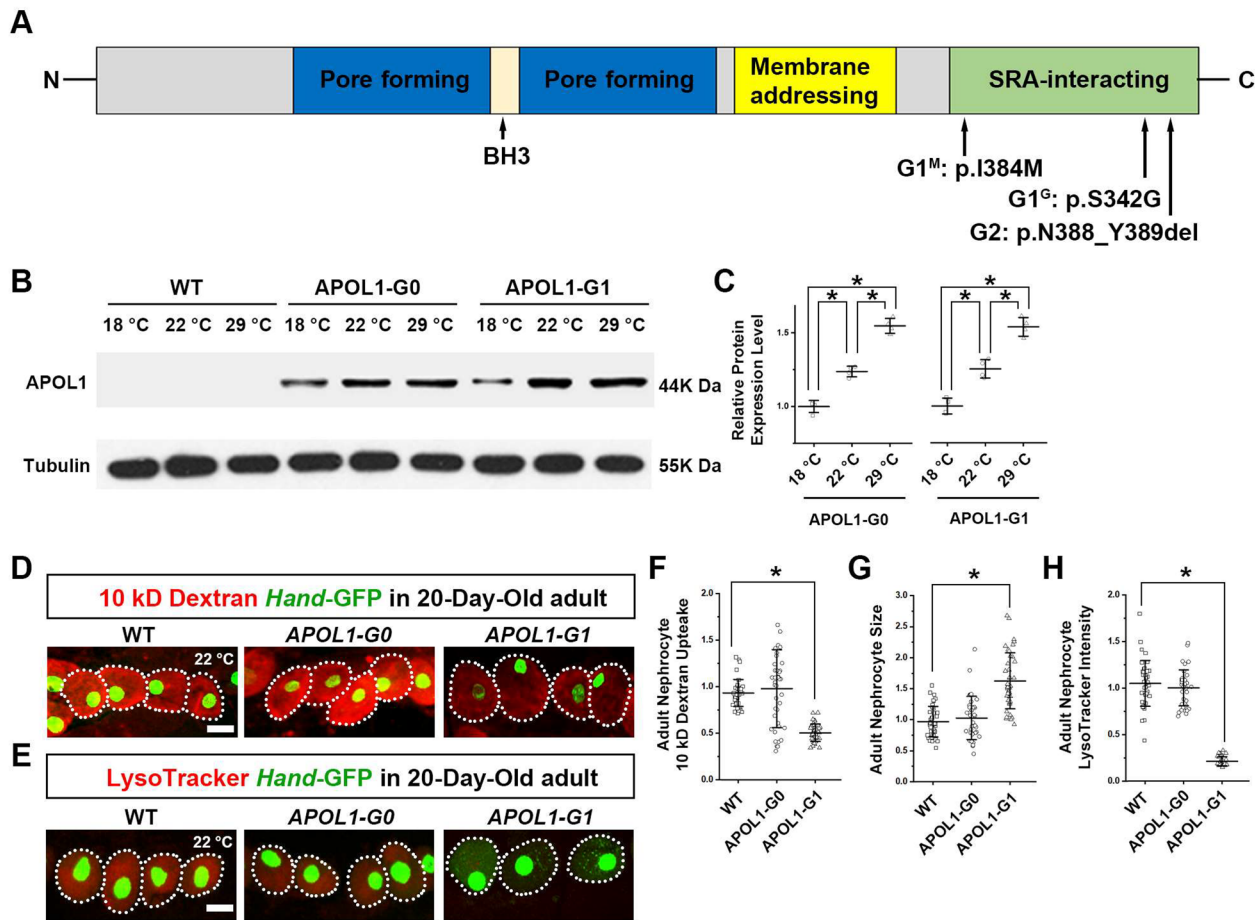 A
N
Pore forming
Pore forming
Membrane
addressing
SRA-interacting
C
BH3
G1ᴹ: p.I384M
G1ᴳ: p.S342G
G2: p.N388_Y389del
B
WT
APOL1-G0
APOL1-G1
18 °C
22 °C
29 °C
18 °C
22 °C
29 °C
18 °C
22 °C
29 °C
APOL1
44K Da
Tubulin
55K Da
C
Relative Protein
Expression Level
1.5
1.0
* * *
* * *
18 °C
22 °C
29 °C
18 °C
22 °C
29 °C
APOL1-G0
APOL1-G1
D
10 kD Dextran Hand-GFP in 20-Day-Old adult
WT
APOL1-G0
APOL1-G1
22 °C
E
LysoTracker Hand-GFP in 20-Day-Old adult
WT
APOL1-G0
APOL1-G1
22 °C
F
Adult Nephrocyte
10 kD Dextran Upteake
2.0
1.5
1.0
0.5
0.0
*
WT
APOL1-G0
APOL1-G1
G
Adult Nephrocyte Size
3.0
2.5
2.0
1.5
1.0
0.5
0.0
*
WT
APOL1-G0
APOL1-G1
H
Adult Nephrocyte
LysoTracker Intensity
2.0
1.5
1.0
0.5
0.0
*
WT
APOL1-G0
APOL1-G1